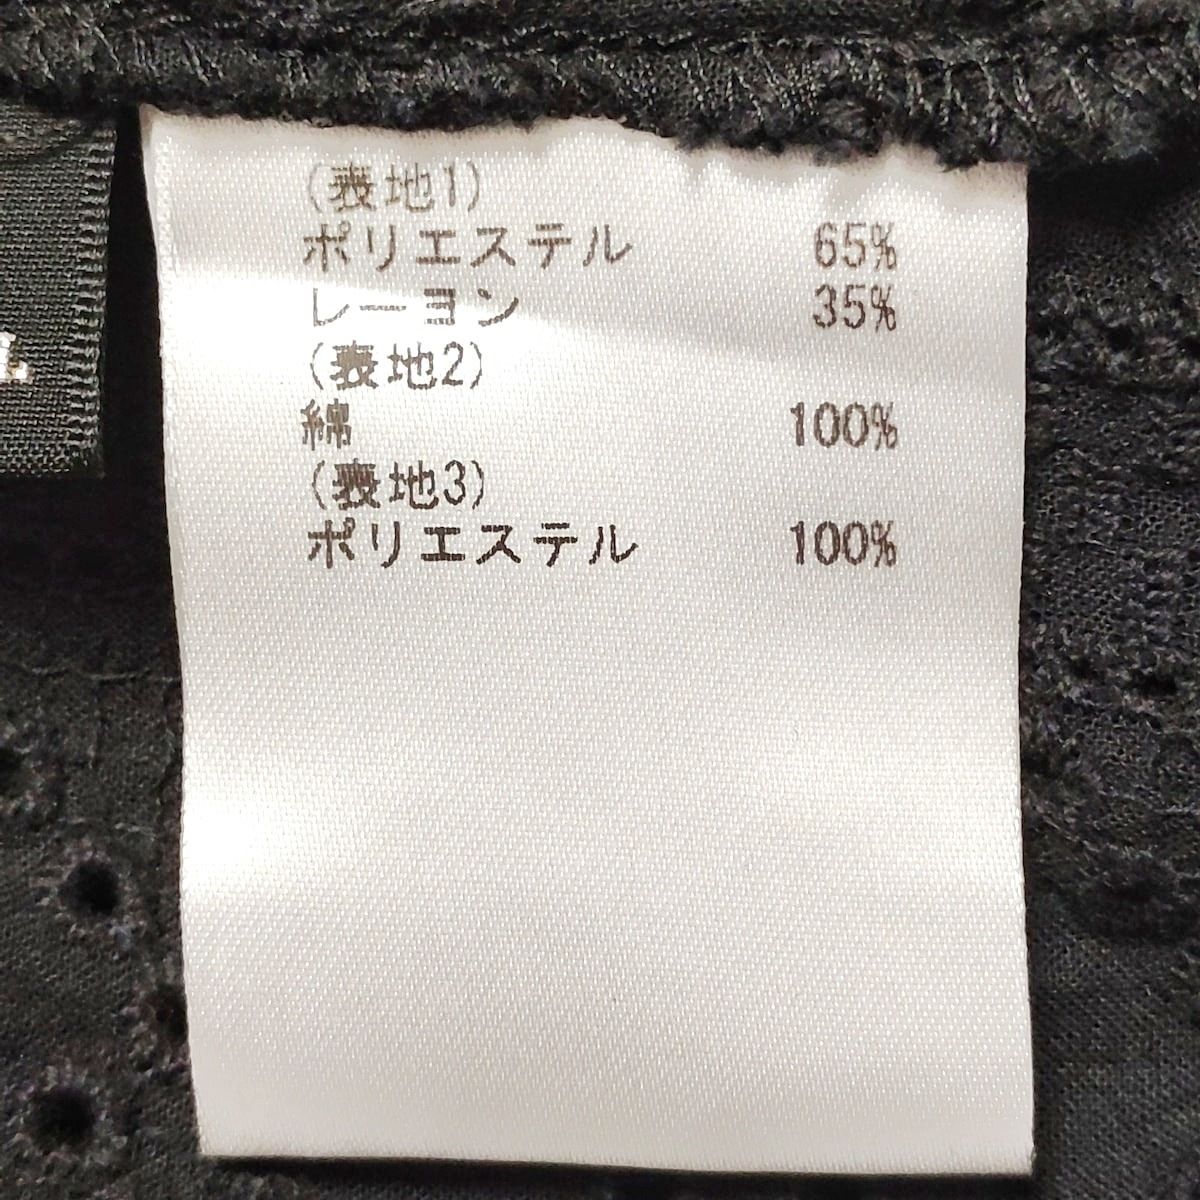 (表地1)
ポリエステル 65%
レーヨン 35%
(表地2)
綿 100%
(表地3)
ポリエステル 100%